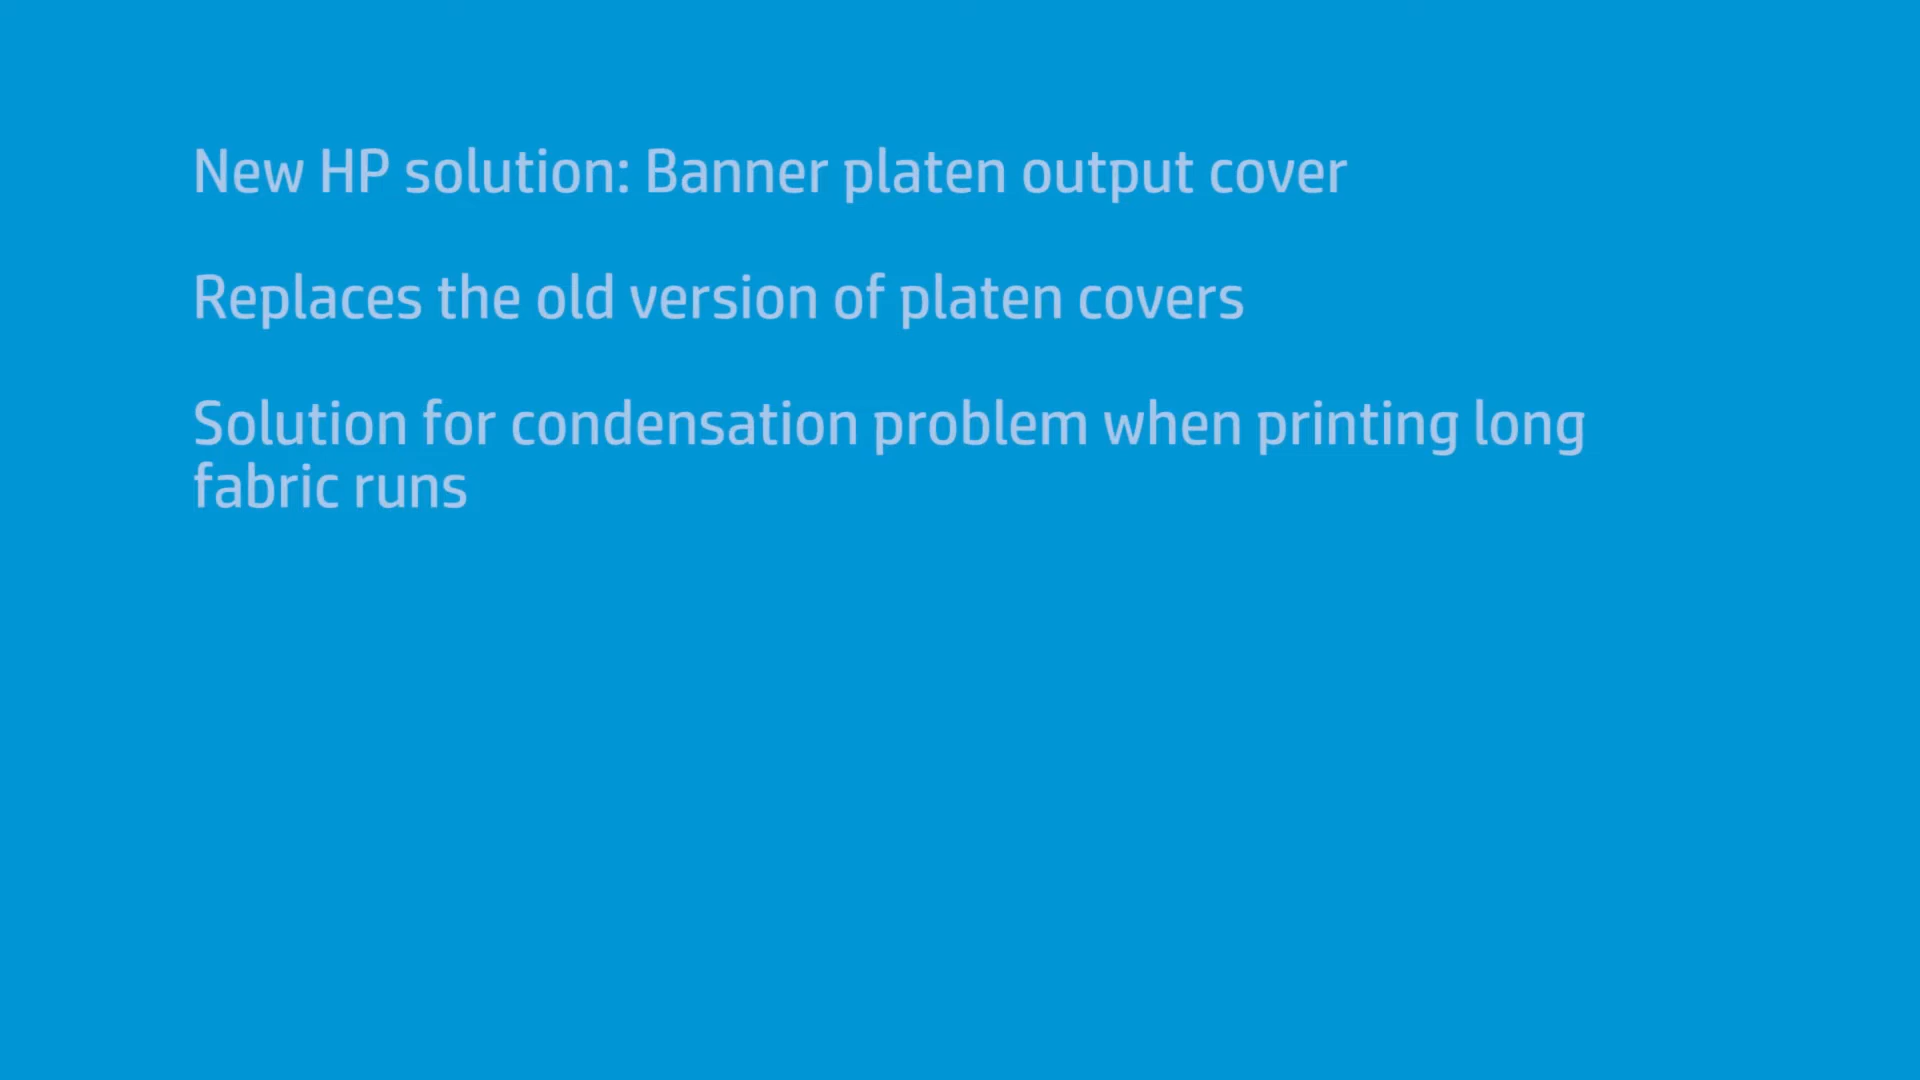 New HP solution: Banner platen output cover
Replaces the old version of platen covers
Solution for condensation problem when printing long
fabric runs